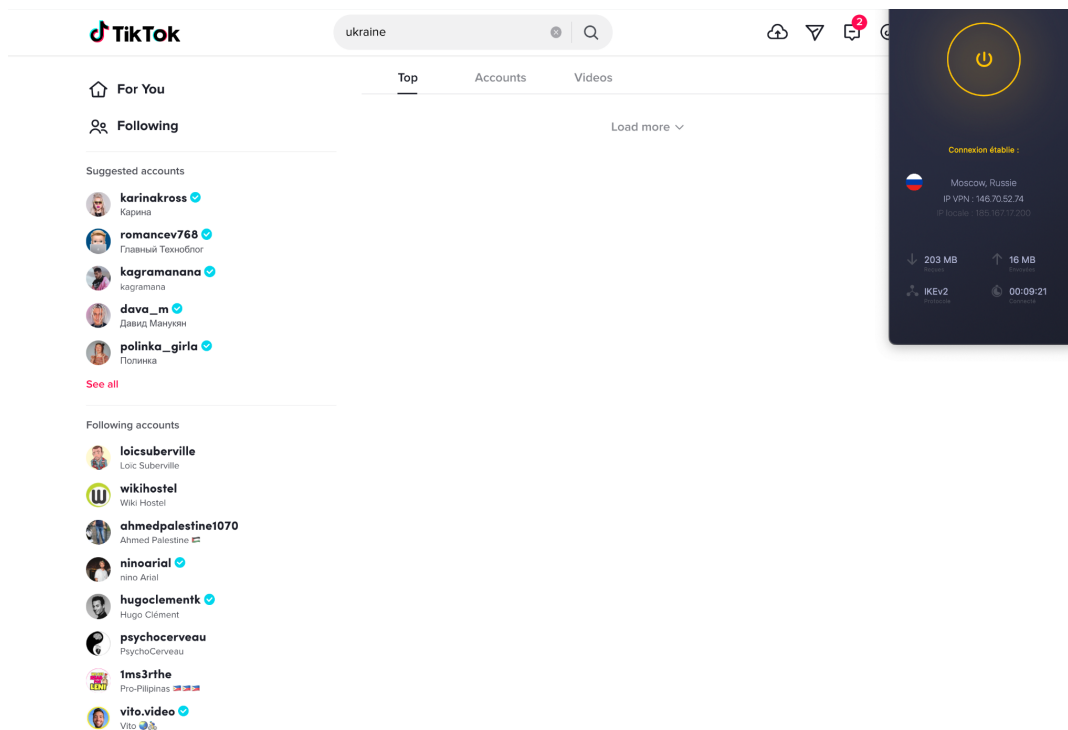 TikTok
ukraine
2
For You
Following
Top
Accounts
Videos
Load more
Suggested accounts
karinakross
Карина
romancev768
Главный Техноблог
kagramanana
kagramana
dava_m
Давид Манукян
polinka_girla
Полинка
See all
Following accounts
loicsuberville
Loic Suberville
wikihostel
Wiki Hostel
ahmedpalestine1070
Ahmed Palestine
ninoarial
nino Arial
hugoclementk
Hugo Clément
psychocerveau
PsychoCerveau
1ms3rthe
Pro-Pilipinas
vito.video
Vito
Connexion établie :
Moscow, Russie
IP VPN : 146.70.52.74
IP locale : 185.167.17.200
203 MB
16 MB
IKEv2
Protocole
00:09:21